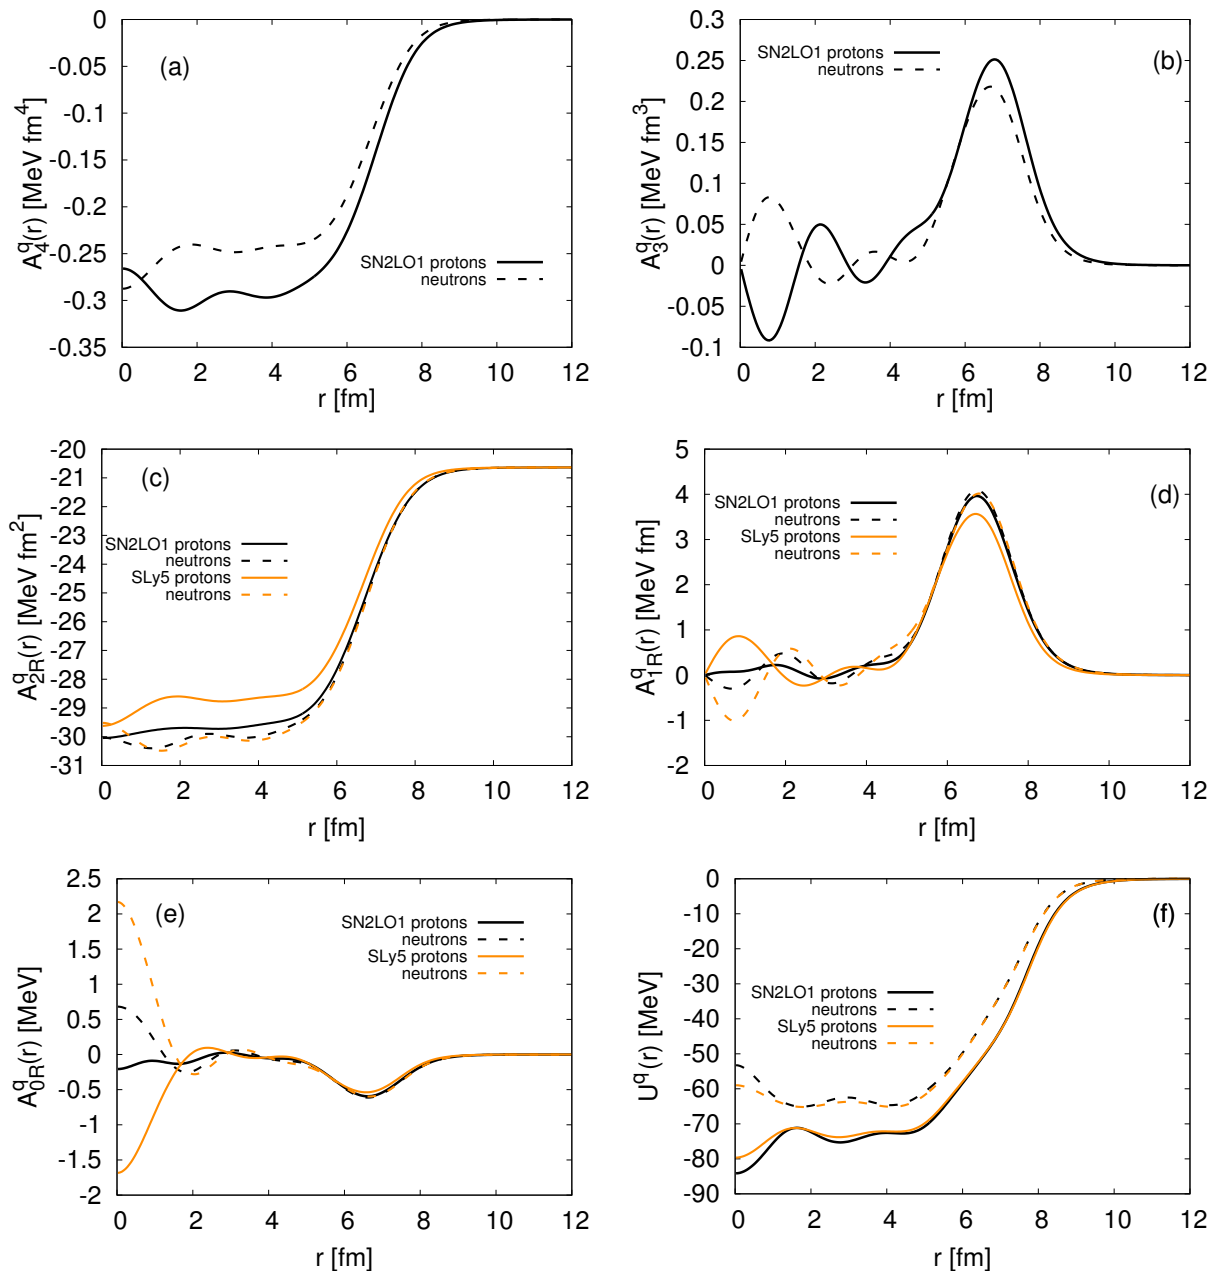 (a)
A₄^q(r) [MeV fm⁴]
0
-0.05
-0.1
-0.15
-0.2
-0.25
-0.3
-0.35
SN2LO1 protons
neutrons
0 2 4 6 8 10 12
r [fm]
(b)
A₃^q(r) [MeV fm³]
0.3
0.25
0.2
0.15
0.1
0.05
0
-0.05
-0.1
SN2LO1 protons
neutrons
0 2 4 6 8 10 12
r [fm]
(c)
A_2R^q(r) [MeV fm²]
-20
-21
-22
-23
-24
-25
-26
-27
-28
-29
-30
-31
SN2LO1 protons
neutrons
SLy5 protons
neutrons
0 2 4 6 8 10 12
r [fm]
(d)
A_1R^q(r) [MeV fm]
5
4
3
2
1
0
-1
-2
SN2LO1 protons
neutrons
SLy5 protons
neutrons
0 2 4 6 8 10 12
r [fm]
(e)
A_0R^q(r) [MeV]
2.5
2
1.5
1
0.5
0
-0.5
-1
-1.5
-2
SN2LO1 protons
neutrons
SLy5 protons
neutrons
0 2 4 6 8 10 12
r [fm]
(f)
U^q(r) [MeV]
0
-10
-20
-30
-40
-50
-60
-70
-80
-90
SN2LO1 protons
neutrons
SLy5 protons
neutrons
0 2 4 6 8 10 12
r [fm]